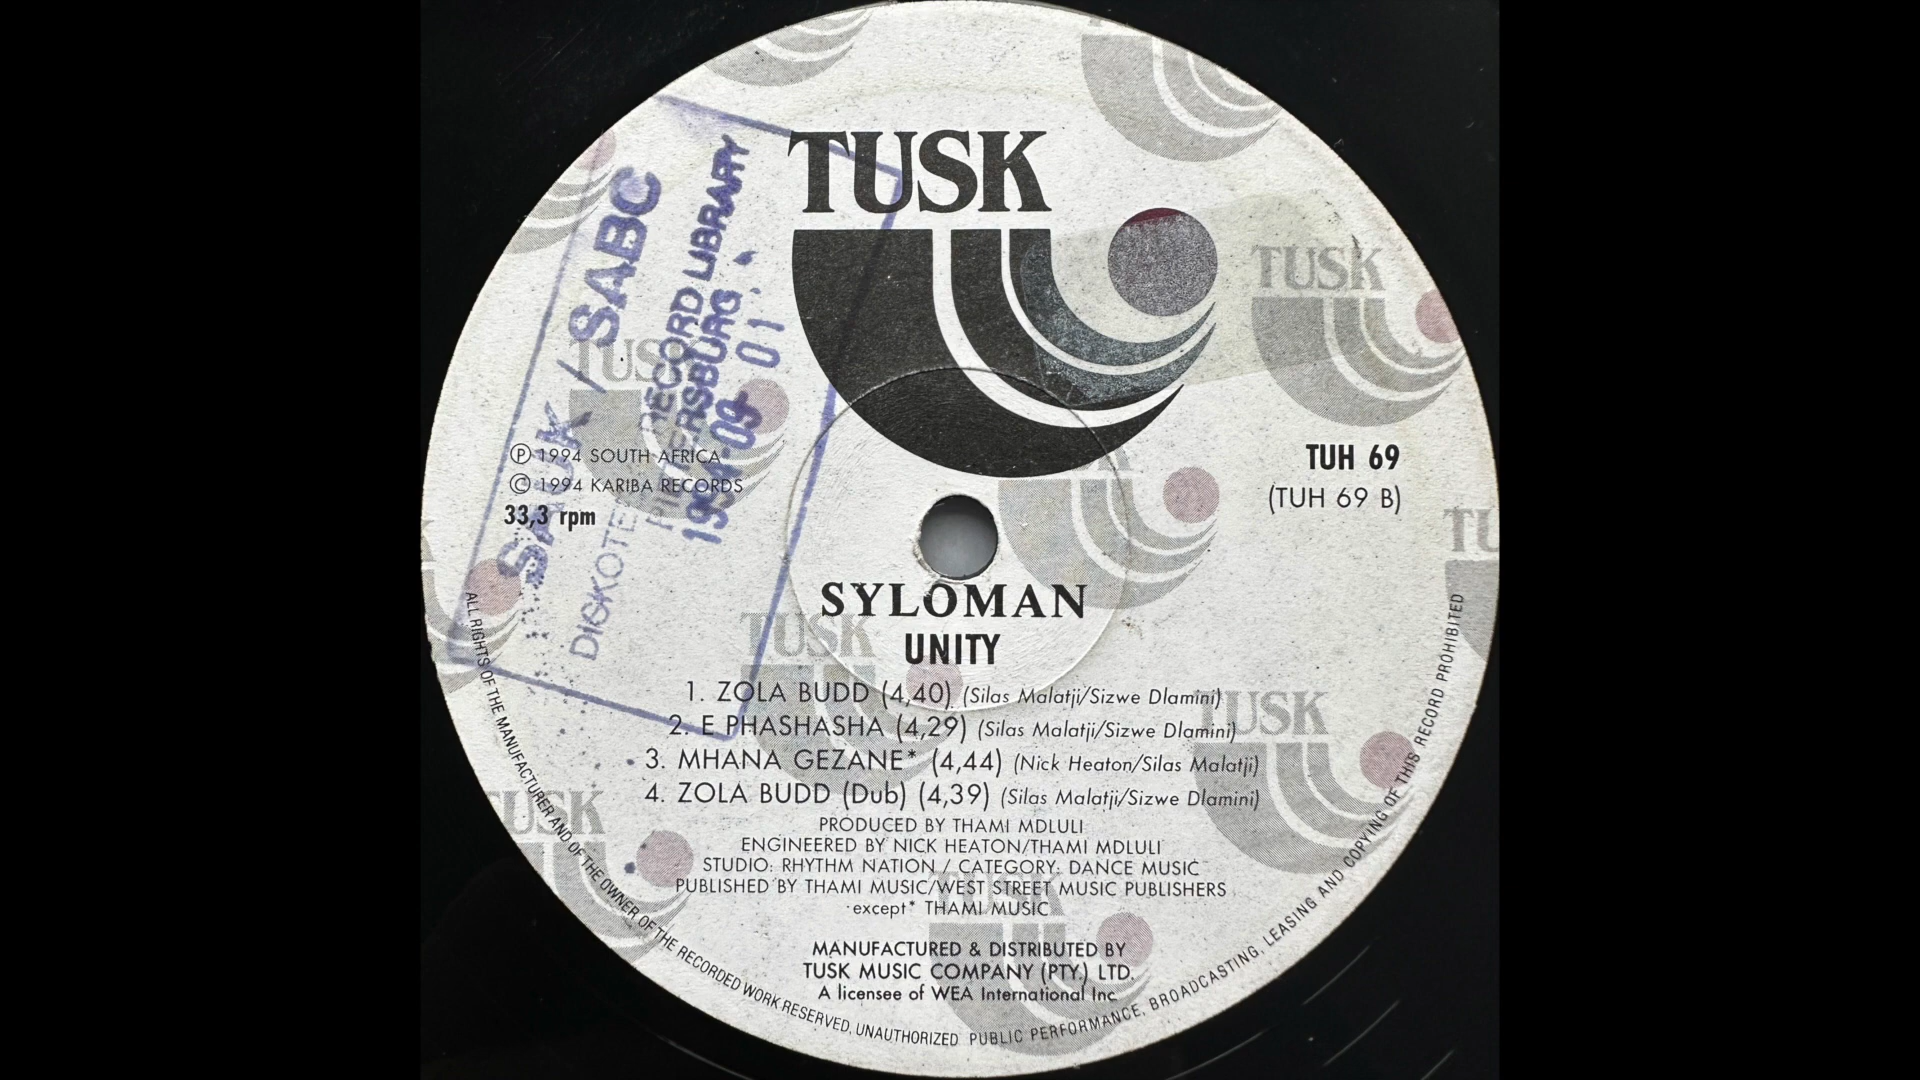 TUSK
SAUK / SABC
DISKOTEEK RECORD LIBRARY
PIETERSBURG
1994 -09- 01
TUSK
TUSK
℗ 1994 SOUTH AFRICA
© 1994 KARIBA RECORDS
33,3 rpm
TUH 69
(TUH 69 B)
SYLOMAN
UNITY
1. ZOLA BUDD (4,40) (Silas Malatji/Sizwe Dlamini)
2. E PHASHASHA (4,29) (Silas Malatji/Sizwe Dlamini)
3. MHANA GEZANE* (4,44) (Nick Heaton/Silas Malatji)
4. ZOLA BUDD (Dub) (4,39) (Silas Malatji/Sizwe Dlamini)
PRODUCED BY THAMI MDLULI
ENGINEERED BY NICK HEATON/THAMI MDLULI
STUDIO: RHYTHM NATION / CATEGORY: DANCE MUSIC
PUBLISHED BY THAMI MUSIC/WEST STREET MUSIC PUBLISHERS
except* THAMI MUSIC
MANUFACTURED & DISTRIBUTED BY
TUSK MUSIC COMPANY (PTY.) LTD.
A licensee of WEA International Inc.
ALL RIGHTS OF THE MANUFACTURER AND OF THE OWNER OF THE RECORDED WORK RESERVED, UNAUTHORIZED PUBLIC PERFORMANCE, BROADCASTING, LEASING AND COPYING OF THIS RECORD PROHIBITED